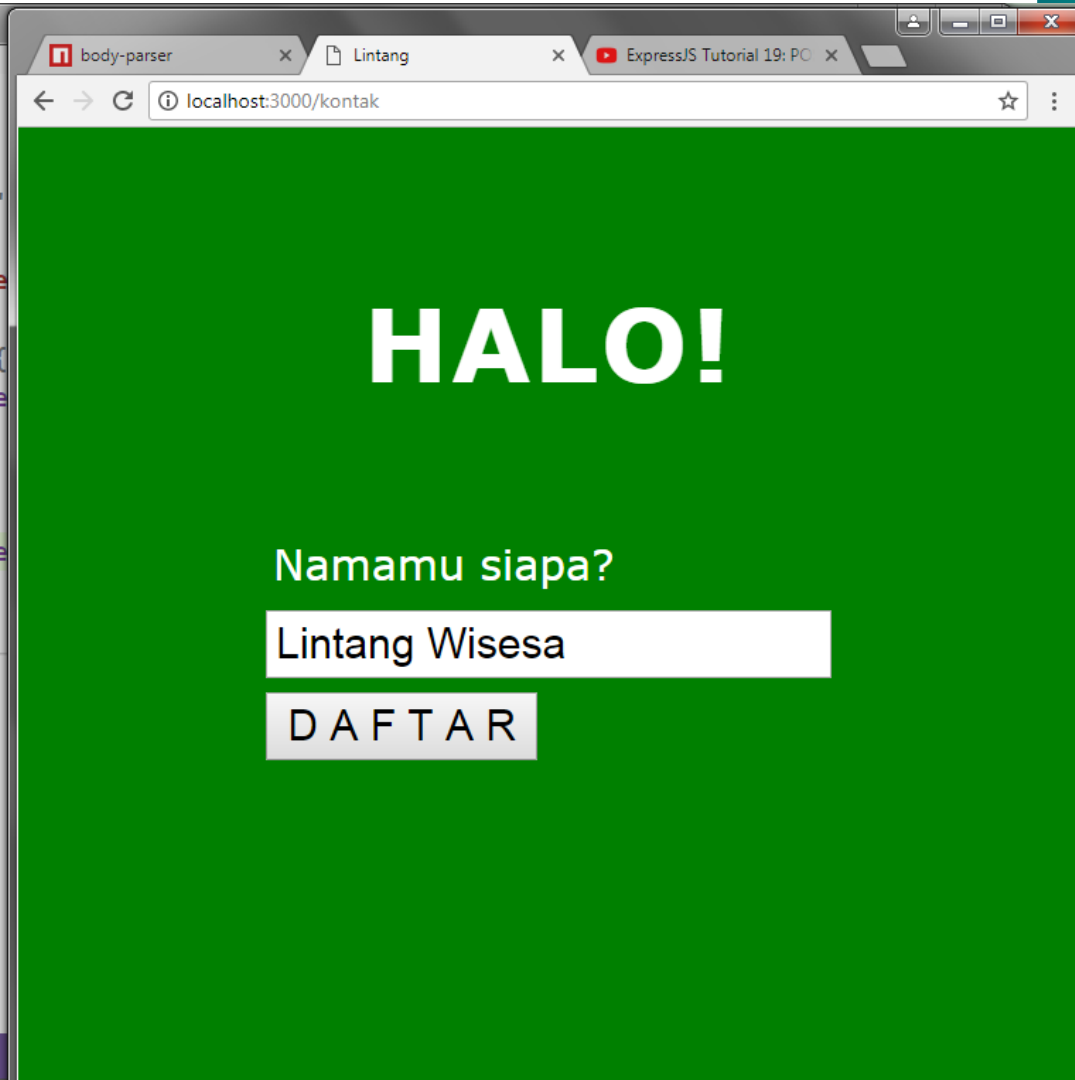 body-parser
Lintang
ExpressJS Tutorial 19: PO
localhost:3000/kontak
HALO!
Namamu siapa?
Lintang Wisesa
D A F T A R